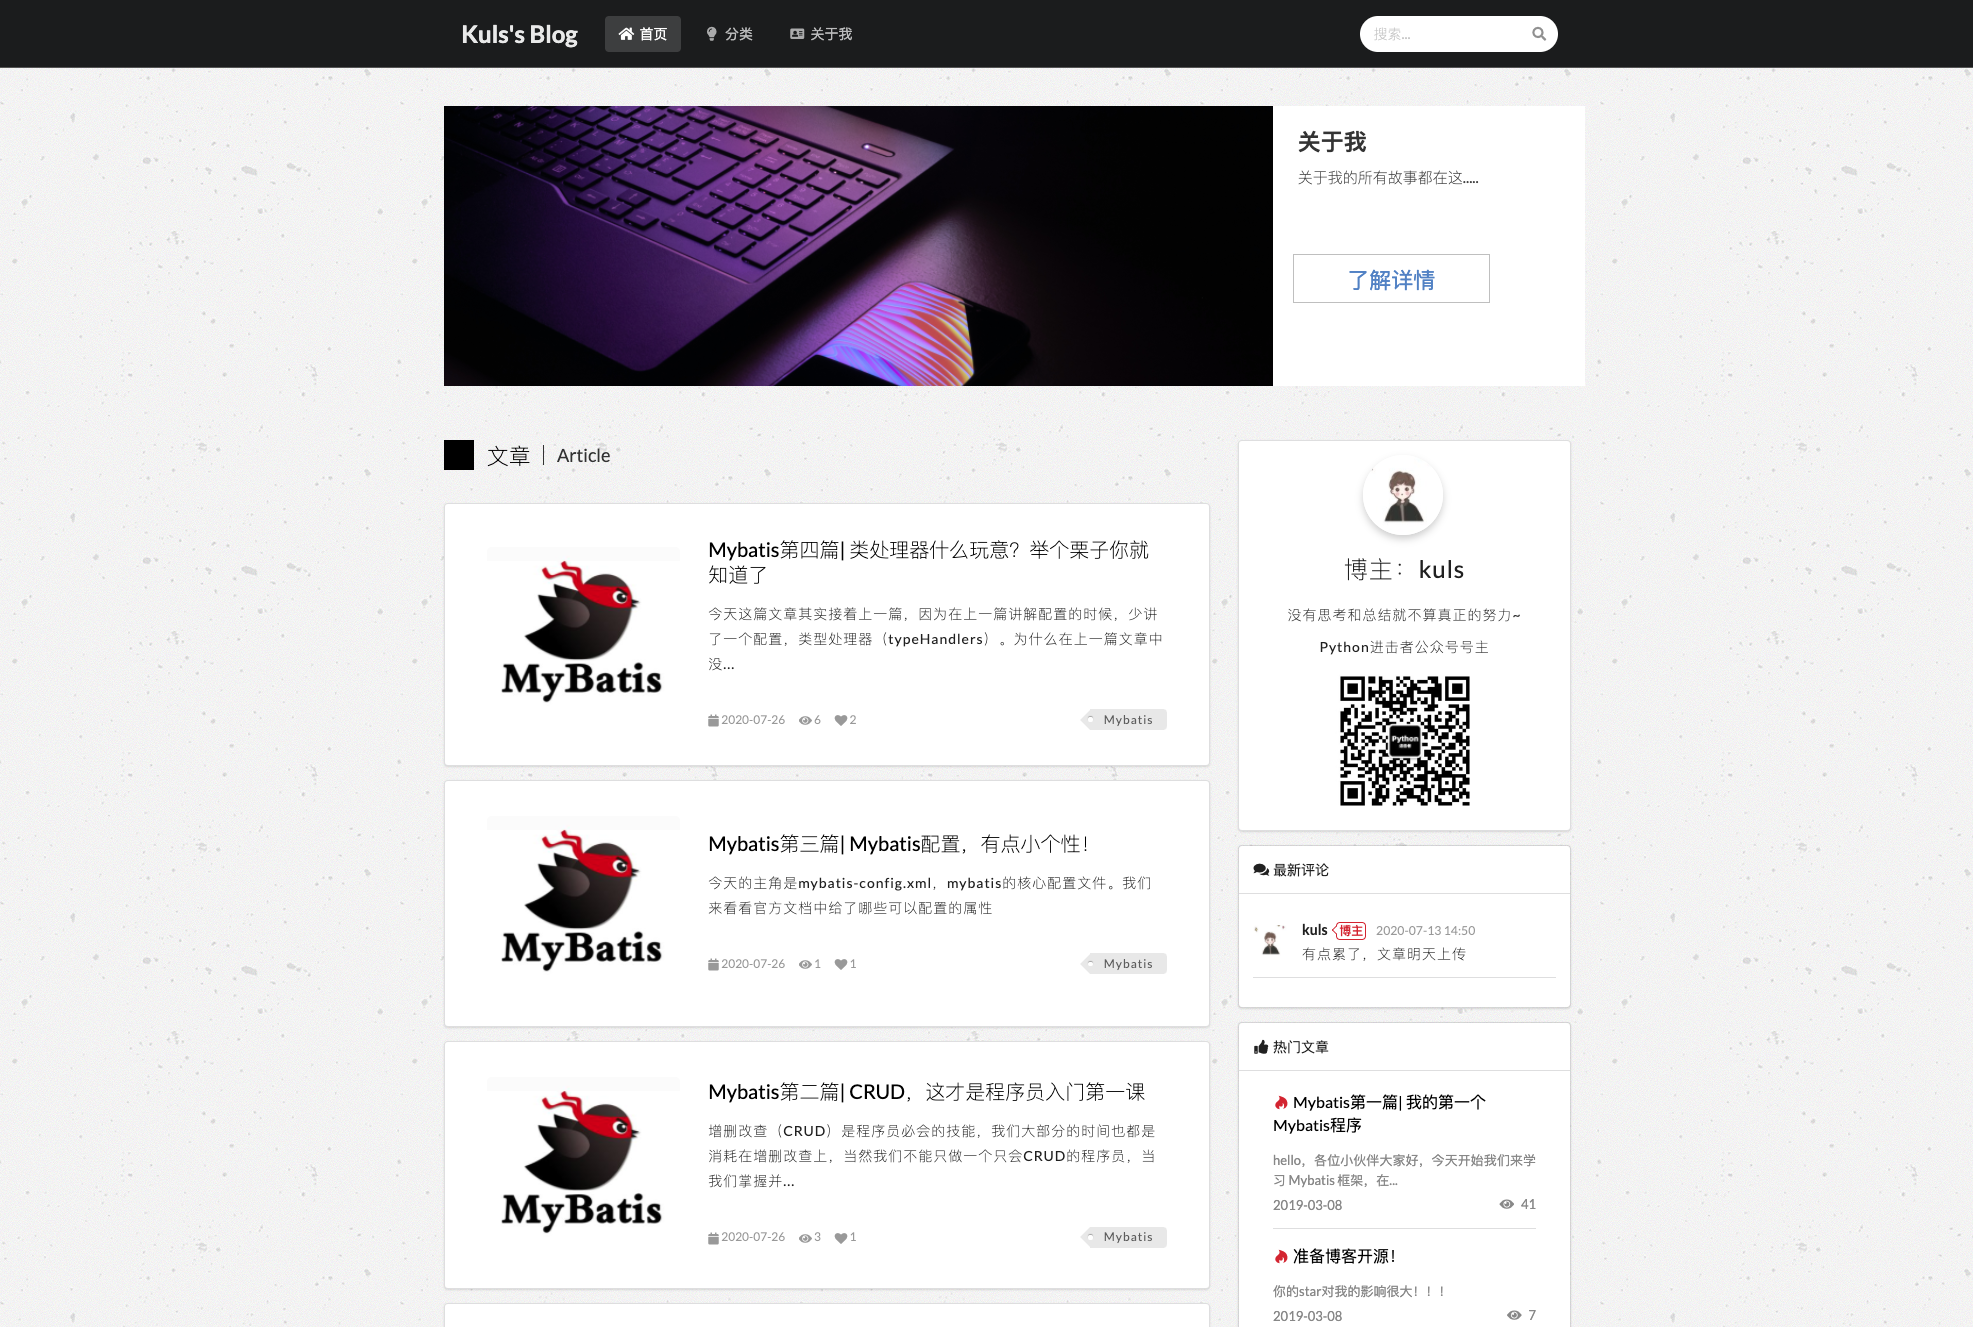 Kuls's Blog
首页
分类
关于我
搜索...
关于我
关于我的所有故事都在这.....
了解详情
文章 | Article
MyBatis
Mybatis第四篇| 类处理器什么玩意？举个栗子你就
知道了
今天这篇文章其实接着上一篇，因为在上一篇讲解配置的时候，少讲
了一个配置，类型处理器（typeHandlers）。为什么在上一篇文章中
没...
2020-07-26 6 2
Mybatis
MyBatis
Mybatis第三篇| Mybatis配置，有点小个性！
今天的主角是mybatis-config.xml，mybatis的核心配置文件。我们
来看看官方文档中给了哪些可以配置的属性
2020-07-26 1 1
Mybatis
MyBatis
Mybatis第二篇| CRUD，这才是程序员入门第一课
增删改查（CRUD）是程序员必会的技能，我们大部分的时间也都是
消耗在增删改查上，当然我们不能只做一个只会CRUD的程序员，当
我们掌握并...
2020-07-26 3 1
Mybatis
博主：kuls
没有思考和总结就不算真正的努力~
Python进击者公众号号主
Python
最新评论
kuls 博主 2020-07-13 14:50
有点累了，文章明天上传
热门文章
Mybatis第一篇| 我的第一个
Mybatis程序
hello，各位小伙伴大家好，今天开始我们来学
习 Mybatis 框架，在...
2019-03-08 41
准备博客开源！
你的star对我的影响很大！！！
2019-03-08 7